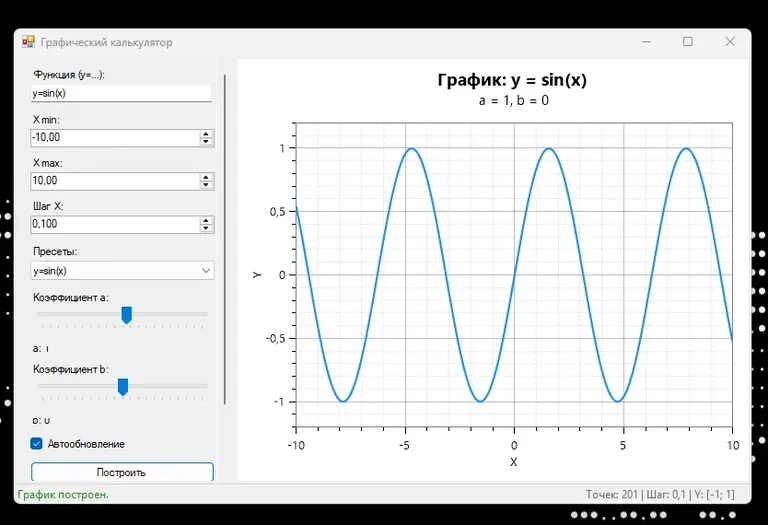 Графический калькулятор
Функция (y=...):
y=sin(x)
X min:
-10,00
X max:
10,00
Шаг X:
0,100
Пресеты:
y=sin(x)
Коэффициент a:
a: 1
Коэффициент b:
b: 0
Автообновление
Построить
График: y = sin(x)
a = 1, b = 0
1
0,5
0
-0,5
-1
Y
-10 -5 0 5 10
X
График построен.
Точек: 201 | Шаг: 0,1 | Y: [-1; 1]